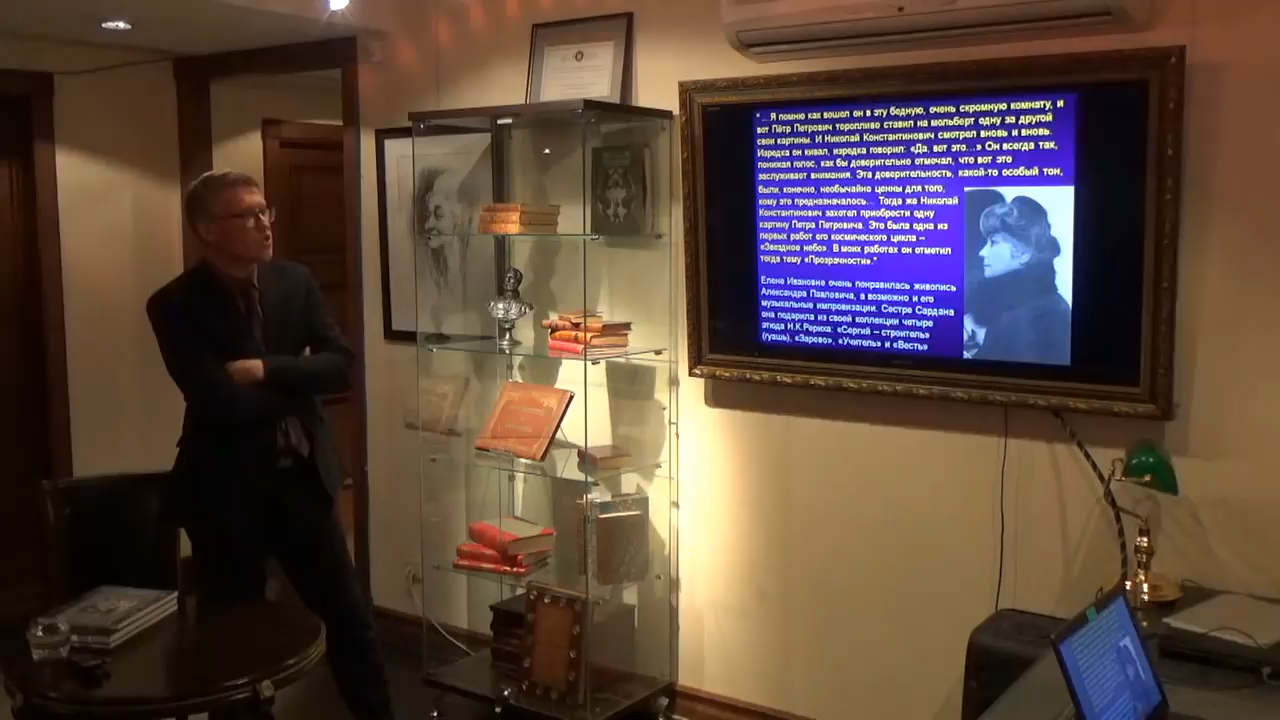 "...Я помню как вошел он в эту бедную, очень скромную комнату, и
вот Пётр Петрович торопливо ставил на мольберт одну за другой
свои картины. И Николай Константинович смотрел вновь и вновь.
Изредка он кивал, изредка говорил: «Да, вот это...» Он всегда так,
понижая голос, как бы доверительно отмечал, что вот это
заслуживает внимания. Эта доверительность, какой-то особый тон,
были, конечно, необычайно ценны для того,
кому это предназначалось... Тогда же Николай
Константинович захотел приобрести одну
картину Петра Петровича. Это была одна из
первых работ его космического цикла –
«Звездное небо». В моих работах он отметил
тогда тему «Прозрачности»."
Елене Ивановне очень понравилась живопись
Александра Павловича, а возможно и его
музыкальные импровизации. Сестре Сардана
она подарила из своей коллекции четыре
этюда Н.К.Рериха: «Сергий – строитель»
(гуашь), «Зарево», «Учитель» и «Весть»